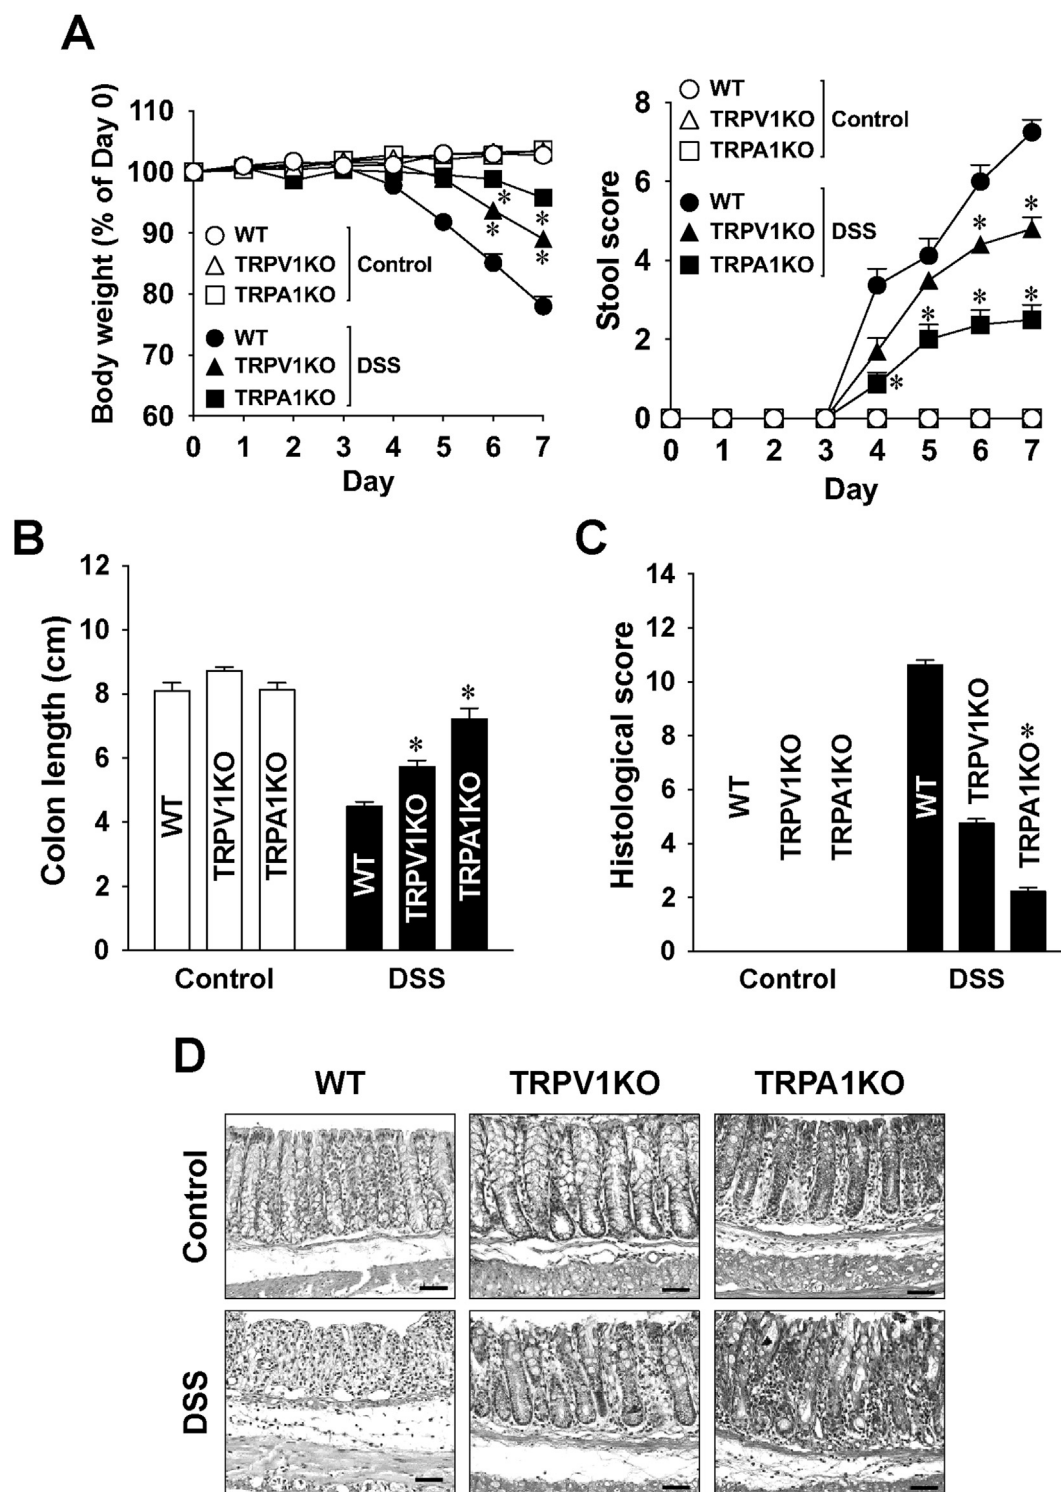 A
Body weight (% of Day 0)
110
100
90
80
70
60
0 1 2 3 4 5 6 7
Day
WT
TRPV1KO
TRPA1KO
Control
WT
TRPV1KO
TRPA1KO
DSS
* * * *
Stool score
8
6
4
2
0
0 1 2 3 4 5 6 7
Day
WT
TRPV1KO
TRPA1KO
Control
WT
TRPV1KO
TRPA1KO
DSS
* * * * * *
B
Colon length (cm)
12
10
8
6
4
2
0
WT
TRPV1KO
TRPA1KO
WT
TRPV1KO
*
TRPA1KO
*
Control DSS
C
Histological score
14
12
10
8
6
4
2
0
WT
TRPV1KO
TRPA1KO
WT
TRPV1KO
TRPA1KO*
Control DSS
D
WT TRPV1KO TRPA1KO
Control
DSS